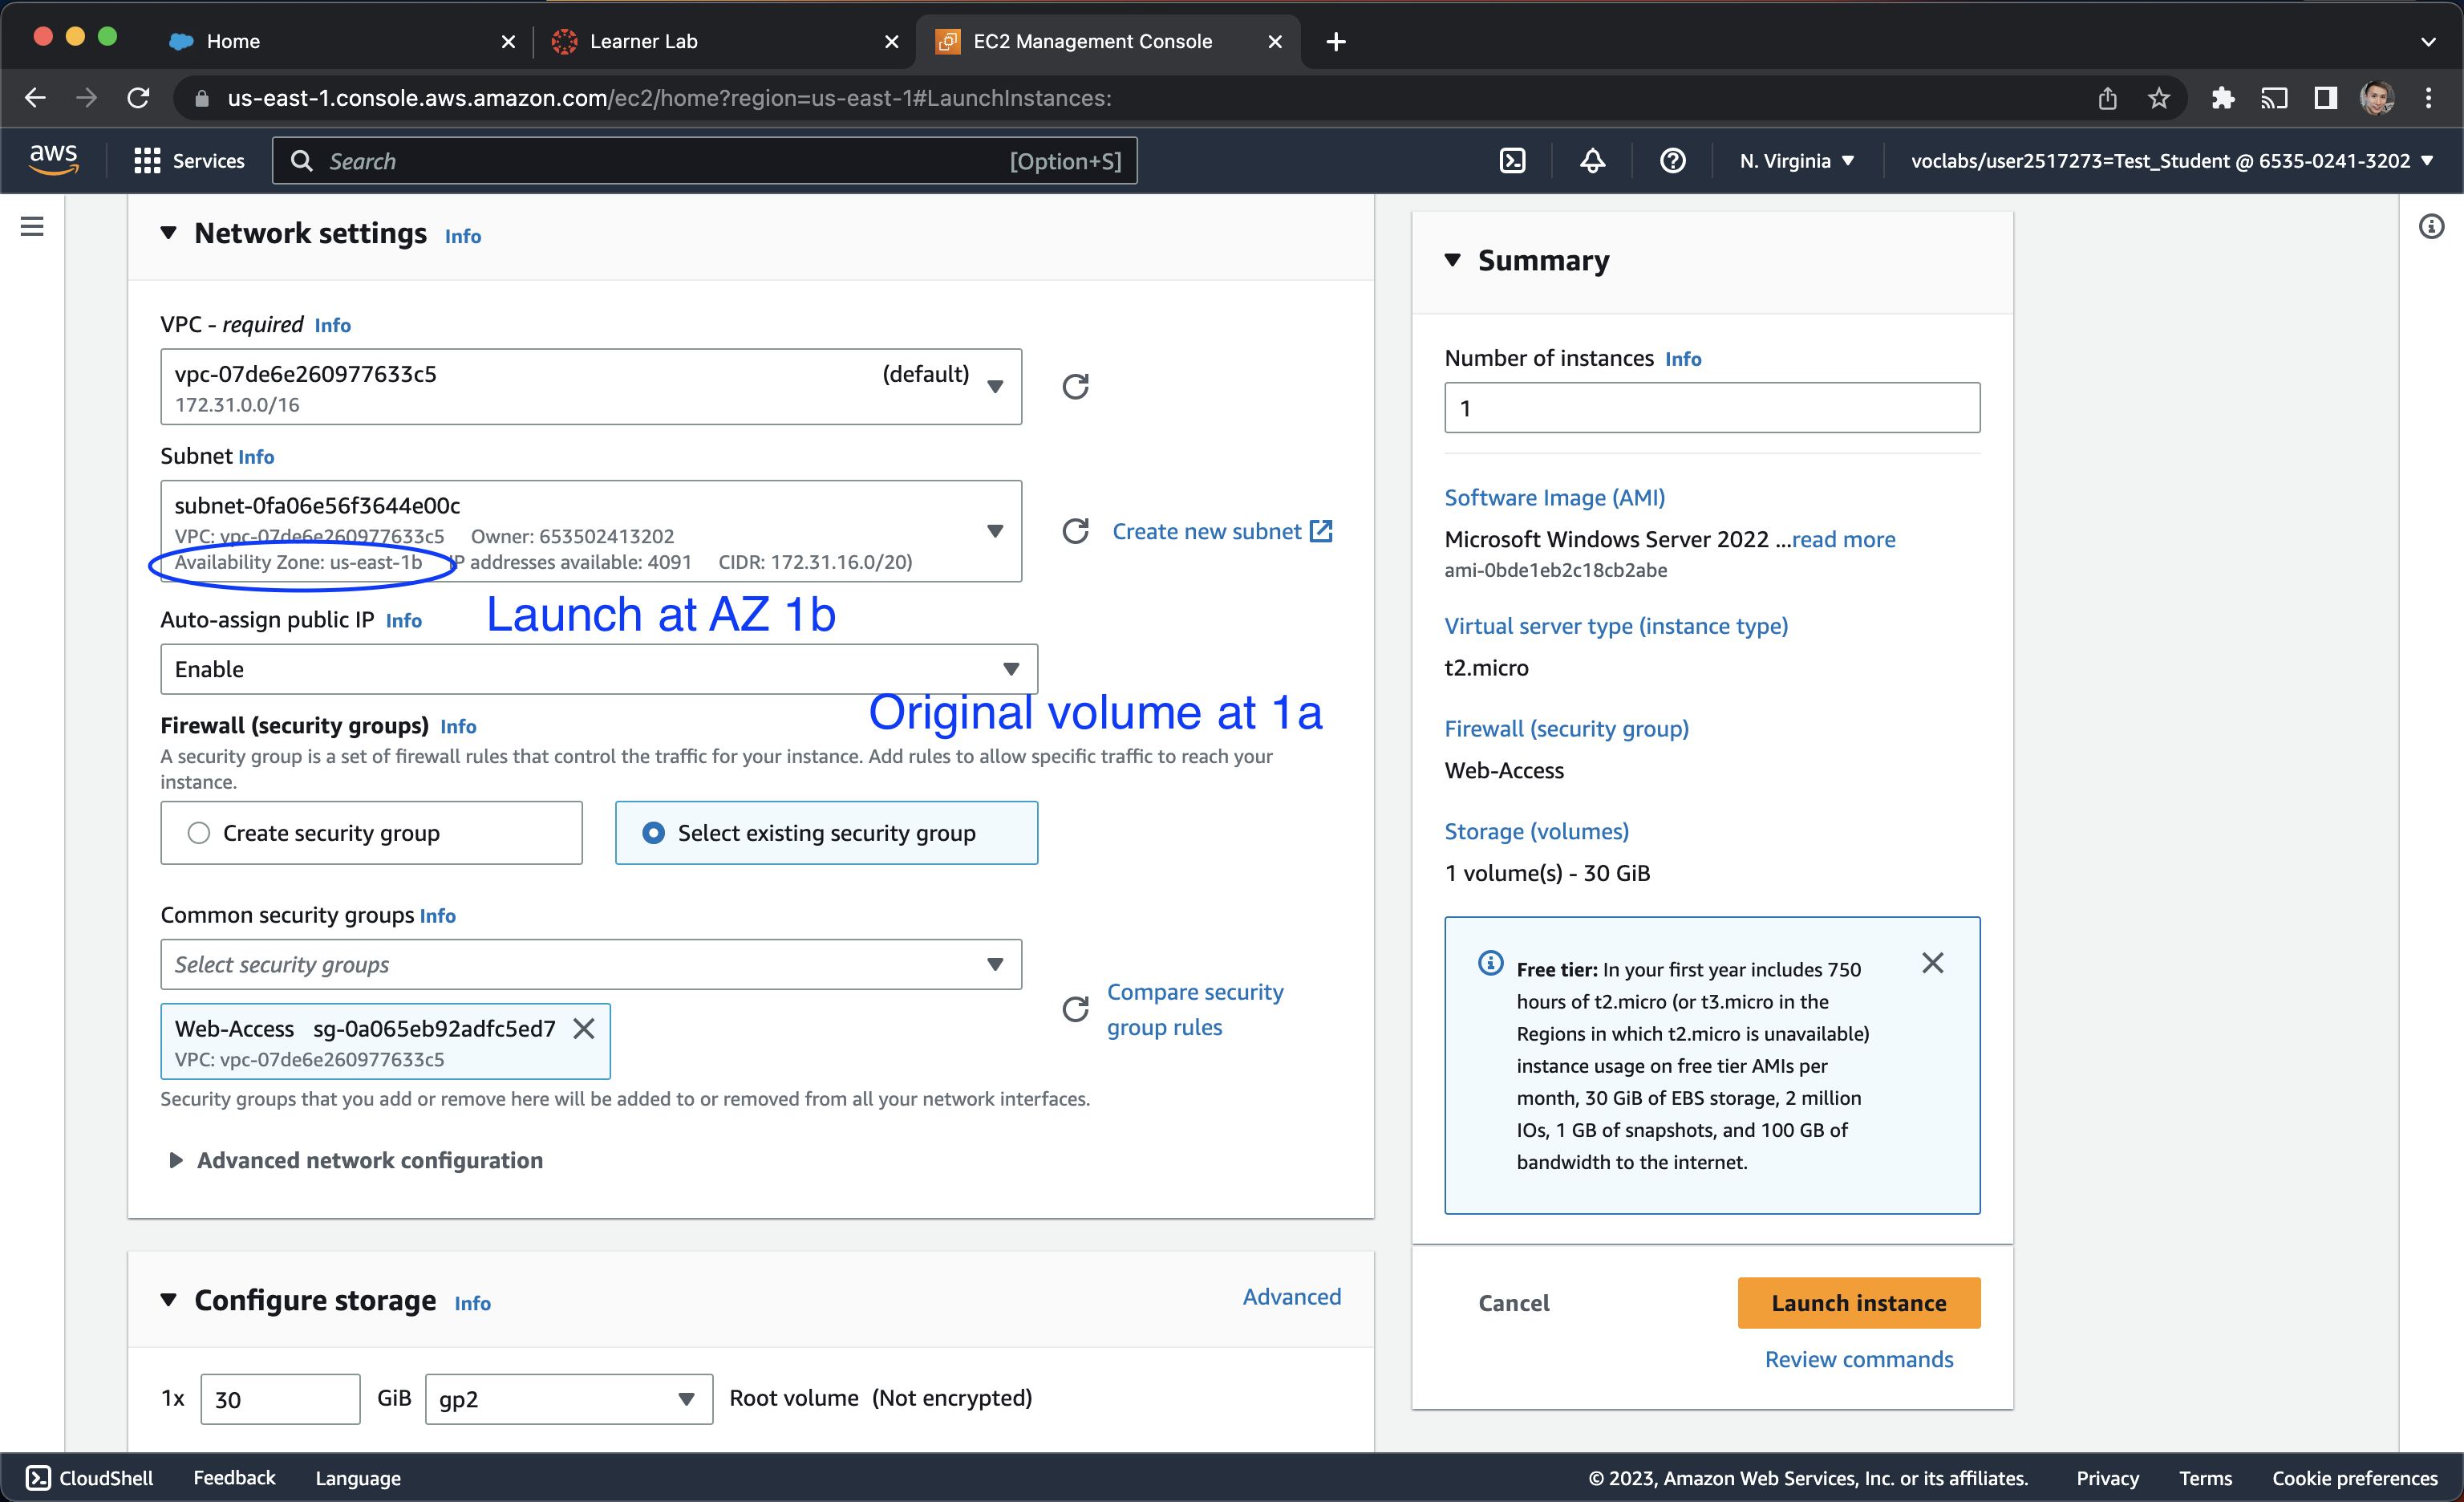 Home
Learner Lab
EC2 Management Console
us-east-1.console.aws.amazon.com/ec2/home?region=us-east-1#LaunchInstances:
aws
Services
Search
[Option+S]
N. Virginia
voclabs/user2517273=Test_Student @ 6535-0241-3202
Network settings Info
VPC - required Info
vpc-07de6e260977633c5 (default)
172.31.0.0/16
Subnet Info
subnet-0fa06e56f3644e00c
VPC: vpc-07de6e260977633c5 Owner: 653502413202
Availability Zone: us-east-1b IP addresses available: 4091 CIDR: 172.31.16.0/20)
Create new subnet
Launch at AZ 1b
Auto-assign public IP Info
Enable
Original volume at 1a
Firewall (security groups) Info
A security group is a set of firewall rules that control the traffic for your instance. Add rules to allow specific traffic to reach your
instance.
Create security group
Select existing security group
Common security groups Info
Select security groups
Compare security
group rules
Web-Access sg-0a065eb92adfc5ed7
VPC: vpc-07de6e260977633c5
Security groups that you add or remove here will be added to or removed from all your network interfaces.
Advanced network configuration
Configure storage Info
Advanced
1x 30 GiB gp2 Root volume (Not encrypted)
Summary
Number of instances Info
1
Software Image (AMI)
Microsoft Windows Server 2022 ...read more
ami-0bde1eb2c18cb2abe
Virtual server type (instance type)
t2.micro
Firewall (security group)
Web-Access
Storage (volumes)
1 volume(s) - 30 GiB
Free tier: In your first year includes 750
hours of t2.micro (or t3.micro in the
Regions in which t2.micro is unavailable)
instance usage on free tier AMIs per
month, 30 GiB of EBS storage, 2 million
IOs, 1 GB of snapshots, and 100 GB of
bandwidth to the internet.
Cancel
Launch instance
Review commands
CloudShell
Feedback
Language
© 2023, Amazon Web Services, Inc. or its affiliates.
Privacy
Terms
Cookie preferences